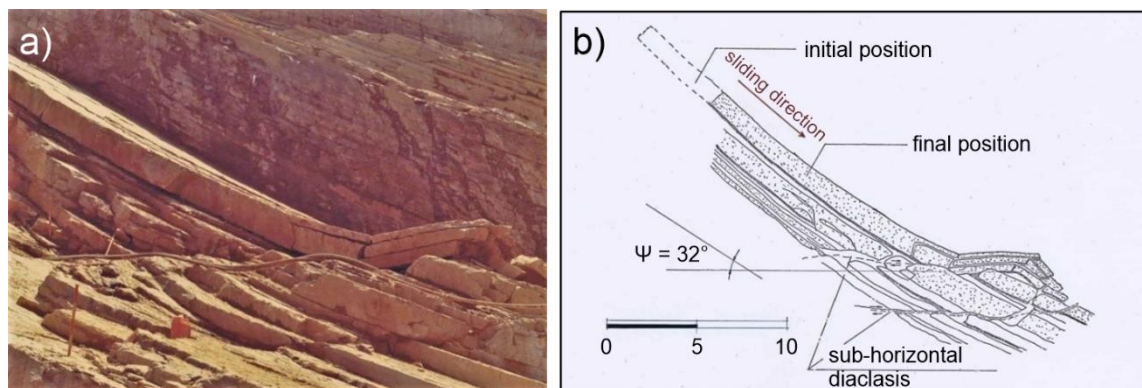 a)
b)
initial position
sliding direction
final position
Ψ = 32°
0 5 10
sub-horizontal
diaclasis